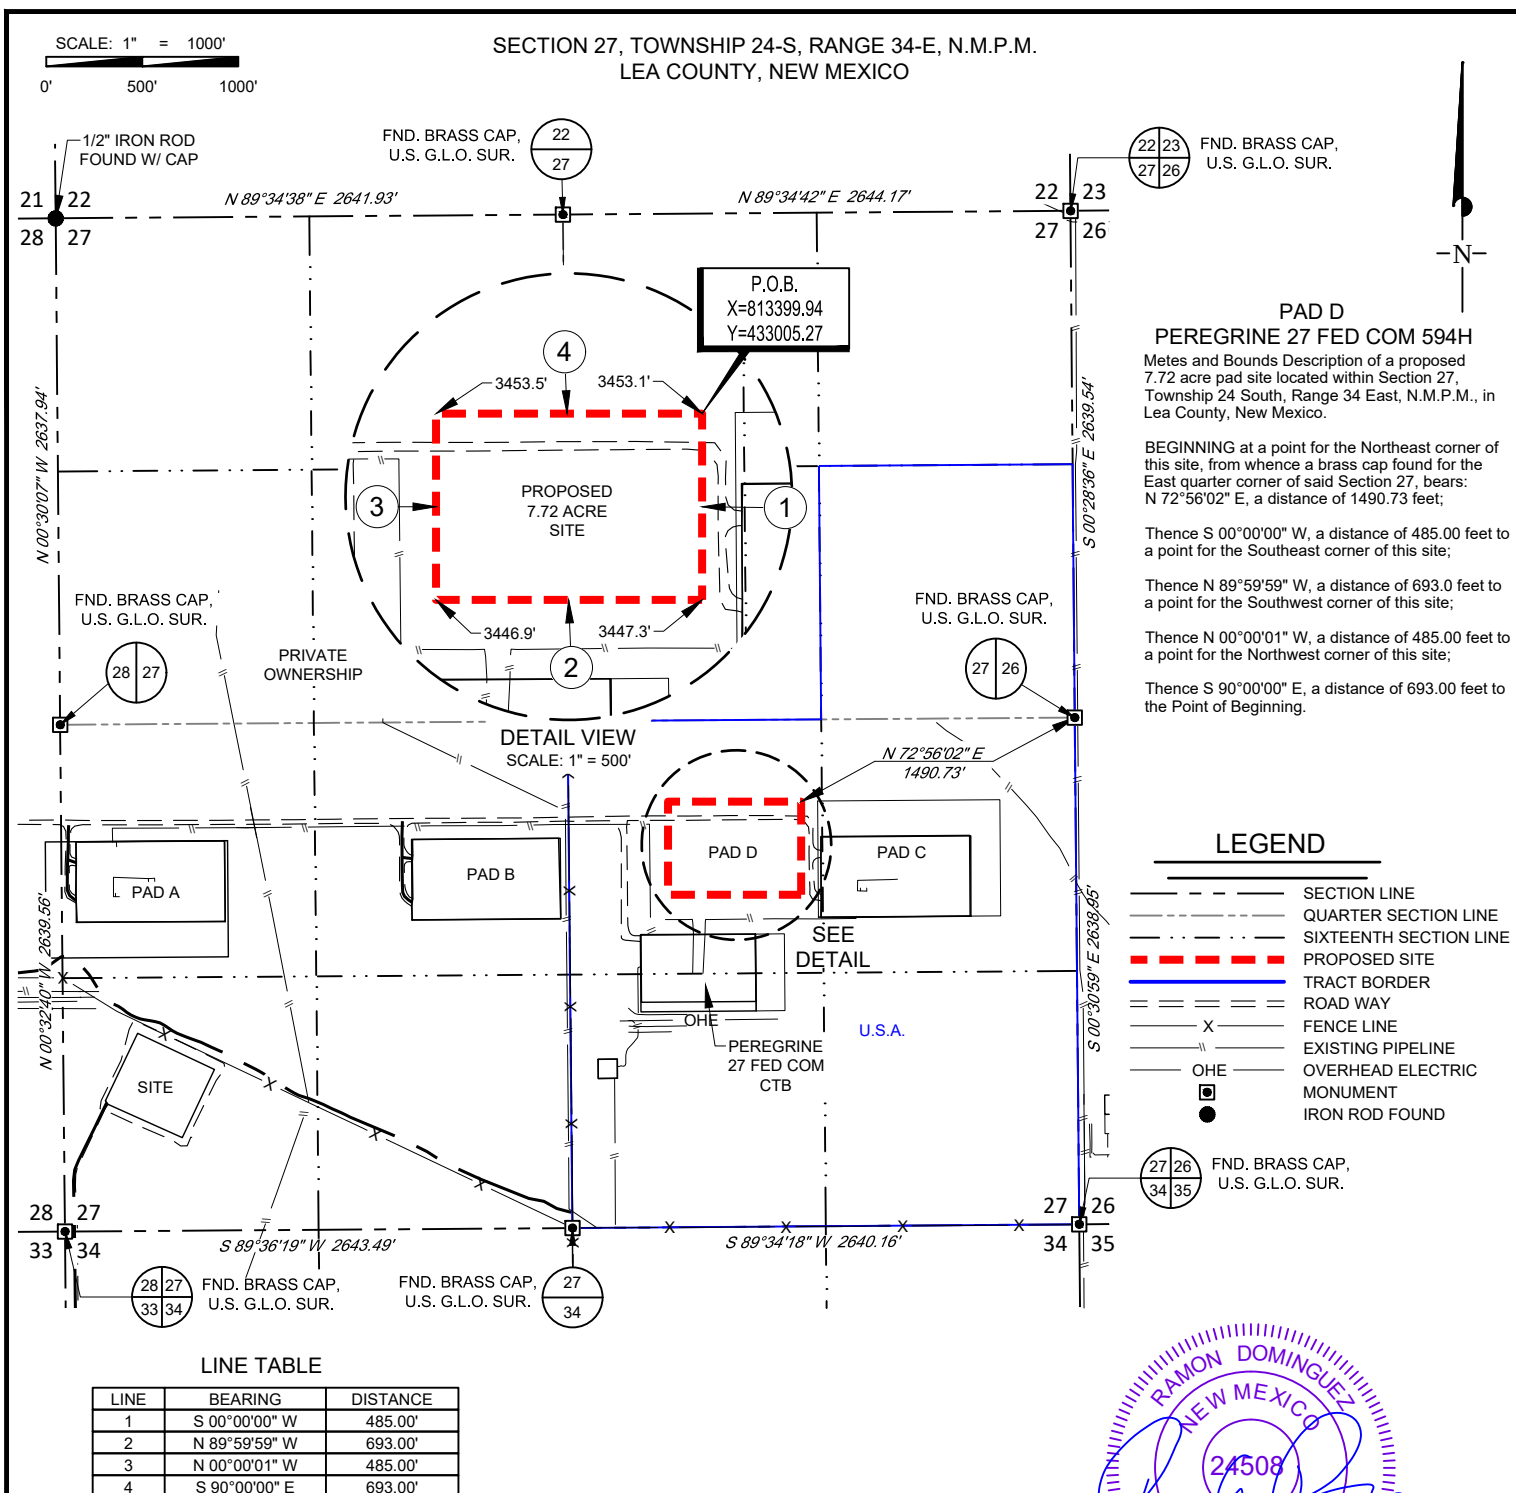 SCALE: 1" = 1000'
0' 500' 1000'
SECTION 27, TOWNSHIP 24-S, RANGE 34-E, N.M.P.M.
LEA COUNTY, NEW MEXICO
1/2" IRON ROD
FOUND W/ CAP
FND. BRASS CAP,
U.S. G.L.O. SUR.
22
27
22 23
27 26
FND. BRASS CAP,
U.S. G.L.O. SUR.
21 22
28 27
N 89°34'38" E 2641.93'
N 89°34'42" E 2644.17'
22 23
27 26
N
P.O.B.
X=813399.94
Y=433005.27
4
3453.5'
3453.1'
3
PROPOSED
7.72 ACRE
SITE
1
3446.9'
3447.3'
2
N 00°30'07" W 2637.94'
S 00°28'36" E 2639.54'
FND. BRASS CAP,
U.S. G.L.O. SUR.
28 27
PRIVATE
OWNERSHIP
FND. BRASS CAP,
U.S. G.L.O. SUR.
27 26
DETAIL VIEW
SCALE: 1" = 500'
N 72°56'02" E
1490.73'
PAD A
PAD B
PAD D
PAD C
SEE
DETAIL
N 00°32'40" W 2639.56'
S 00°30'59" E 2638.95'
OHE
U.S.A.
PEREGRINE
27 FED COM
CTB
SITE
28 27
33 34
S 89°36'19" W 2643.49'
S 89°34'18" W 2640.16'
27 26
34 35
28 27
33 34
FND. BRASS CAP,
U.S. G.L.O. SUR.
FND. BRASS CAP,
U.S. G.L.O. SUR.
27
34
27 26
34 35
FND. BRASS CAP,
U.S. G.L.O. SUR.
PAD D
PEREGRINE 27 FED COM 594H
Metes and Bounds Description of a proposed
7.72 acre pad site located within Section 27,
Township 24 South, Range 34 East, N.M.P.M., in
Lea County, New Mexico.
BEGINNING at a point for the Northeast corner of
this site, from whence a brass cap found for the
East quarter corner of said Section 27, bears:
N 72°56'02" E, a distance of 1490.73 feet;
Thence S 00°00'00" W, a distance of 485.00 feet to
a point for the Southeast corner of this site;
Thence N 89°59'59" W, a distance of 693.0 feet to
a point for the Southwest corner of this site;
Thence N 00°00'01" W, a distance of 485.00 feet to
a point for the Northwest corner of this site;
Thence S 90°00'00" E, a distance of 693.00 feet to
the Point of Beginning.
LEGEND
SECTION LINE
QUARTER SECTION LINE
SIXTEENTH SECTION LINE
PROPOSED SITE
TRACT BORDER
ROAD WAY
X FENCE LINE
EXISTING PIPELINE
OHE OVERHEAD ELECTRIC
MONUMENT
IRON ROD FOUND
LINE TABLE
LINE BEARING DISTANCE
1 S 00°00'00" W 485.00'
2 N 89°59'59" W 693.00'
3 N 00°00'01" W 485.00'
4 S 90°00'00" E 693.00'
RAMON DOMINGUEZ
NEW MEXICO
24508